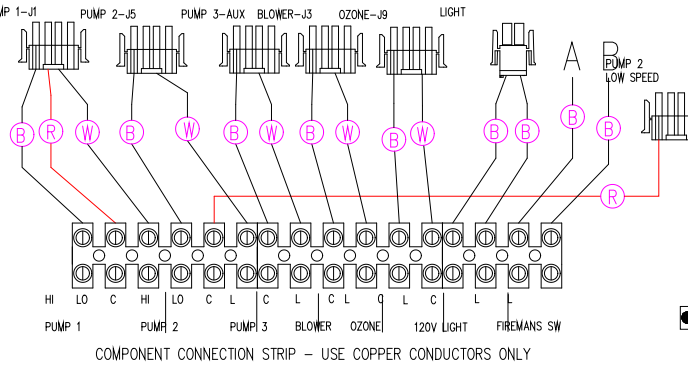 MP 1-J1 PUMP 2-J5 PUMP 3-AUX BLOWER-J3 OZONE-J9 LIGHT
A B
PUMP 2
LOW SPEED
B R W B W B W B W B W B B B B
R
HI LO C HI LO C L C L C L C L C L L
PUMP 1 PUMP 2 PUMP 3 BLOWER OZONE 120V LIGHT FIREMANS SW
COMPONENT CONNECTION STRIP - USE COPPER CONDUCTORS ONLY